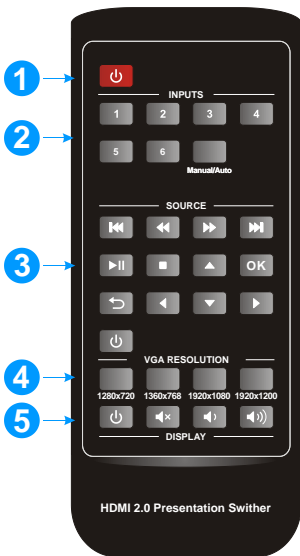 1
INPUTS
1 2 3 4
2
5 6
Manual/Auto
SOURCE
3
OK
VGA RESOLUTION
4
1280x720 1360x768 1920x1080 1920x1200
5
DISPLAY
HDMI 2.0 Presentation Swither